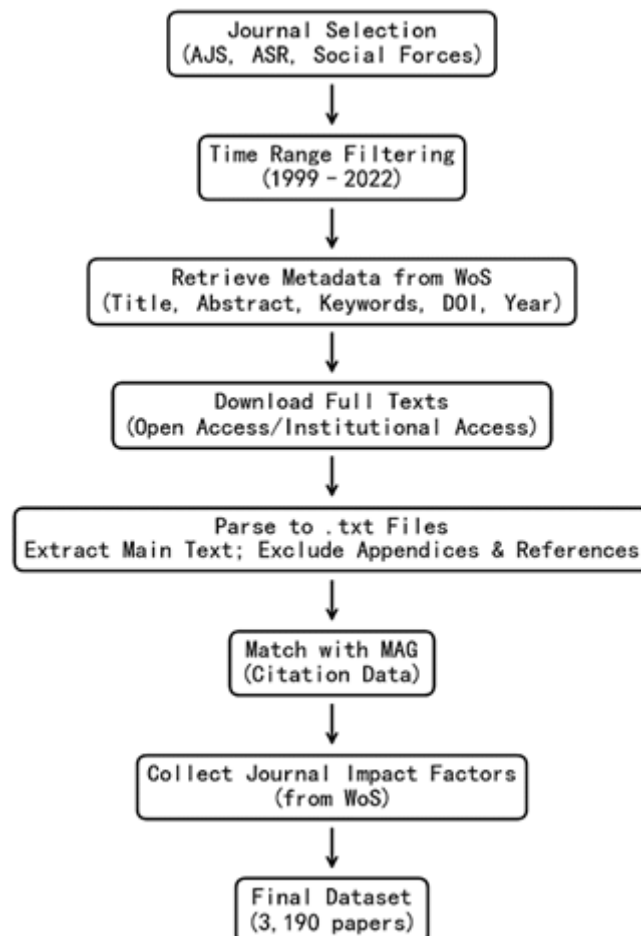 Journal Selection
(AJS, ASR, Social Forces)
Time Range Filtering
(1999 - 2022)
Retrieve Metadata from WoS
(Title, Abstract, Keywords, DOI, Year)
Download Full Texts
(Open Access/Institutional Access)
Parse to .txt Files
Extract Main Text; Exclude Appendices & References
Match with MAG
(Citation Data)
Collect Journal Impact Factors
(from WoS)
Final Dataset
(3,190 papers)